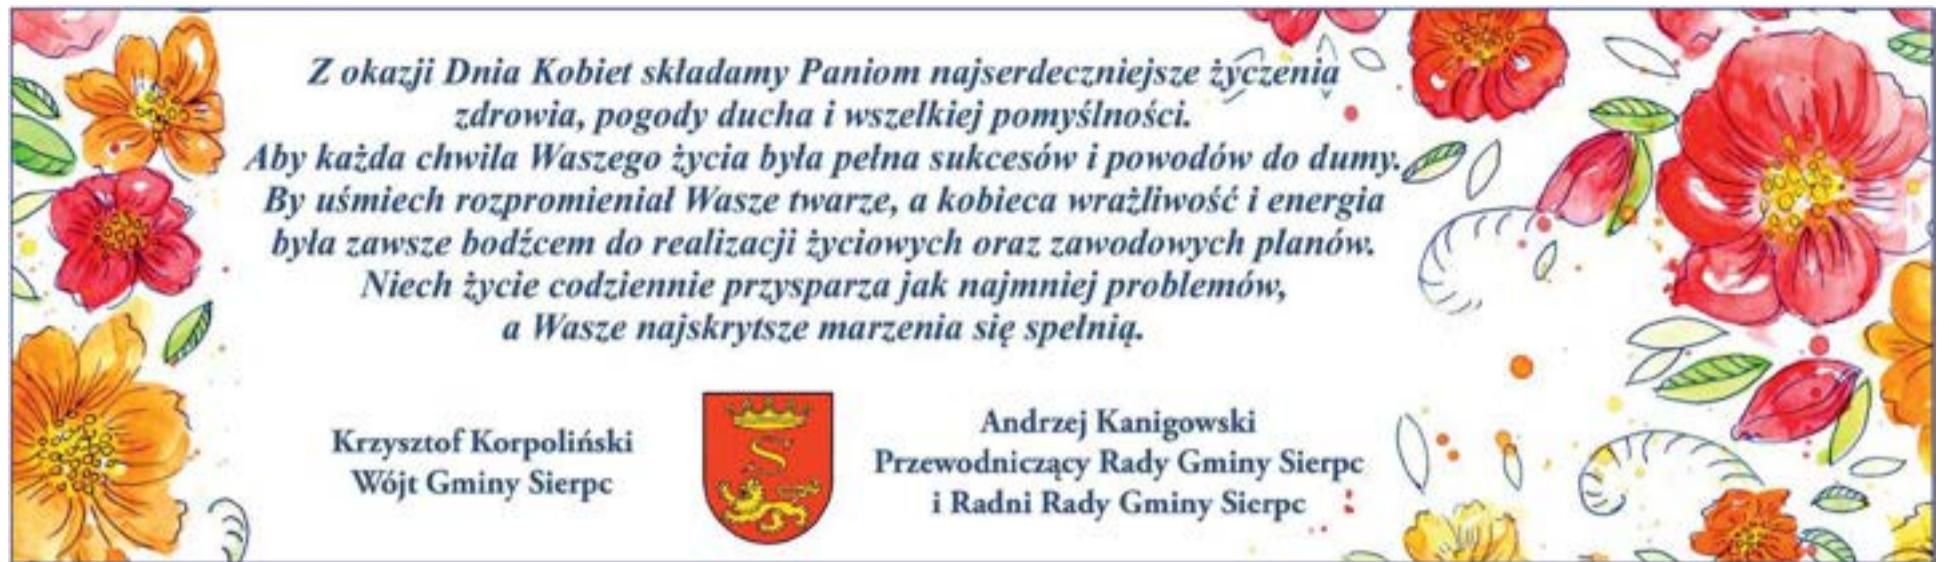 Z okazji Dnia Kobiet składamy Paniom najserdeczniejsze życzenia
zdrowia, pogody ducha i wszelkiej pomyślności.
Aby każda chwila Waszego życia była pełna sukcesów i powodów do dumy.
By uśmiech rozpromieniał Wasze twarze, a kobieca wrażliwość i energia
była zawsze bodźcem do realizacji życiowych oraz zawodowych planów.
Niech życie codziennie przysparza jak najmniej problemów,
a Wasze najskrytsze marzenia się spełnią.
Krzysztof Korpoliński
Wójt Gminy Sierpc
S
Andrzej Kanigowski
Przewodniczący Rady Gminy Sierpc
i Radni Rady Gminy Sierpc